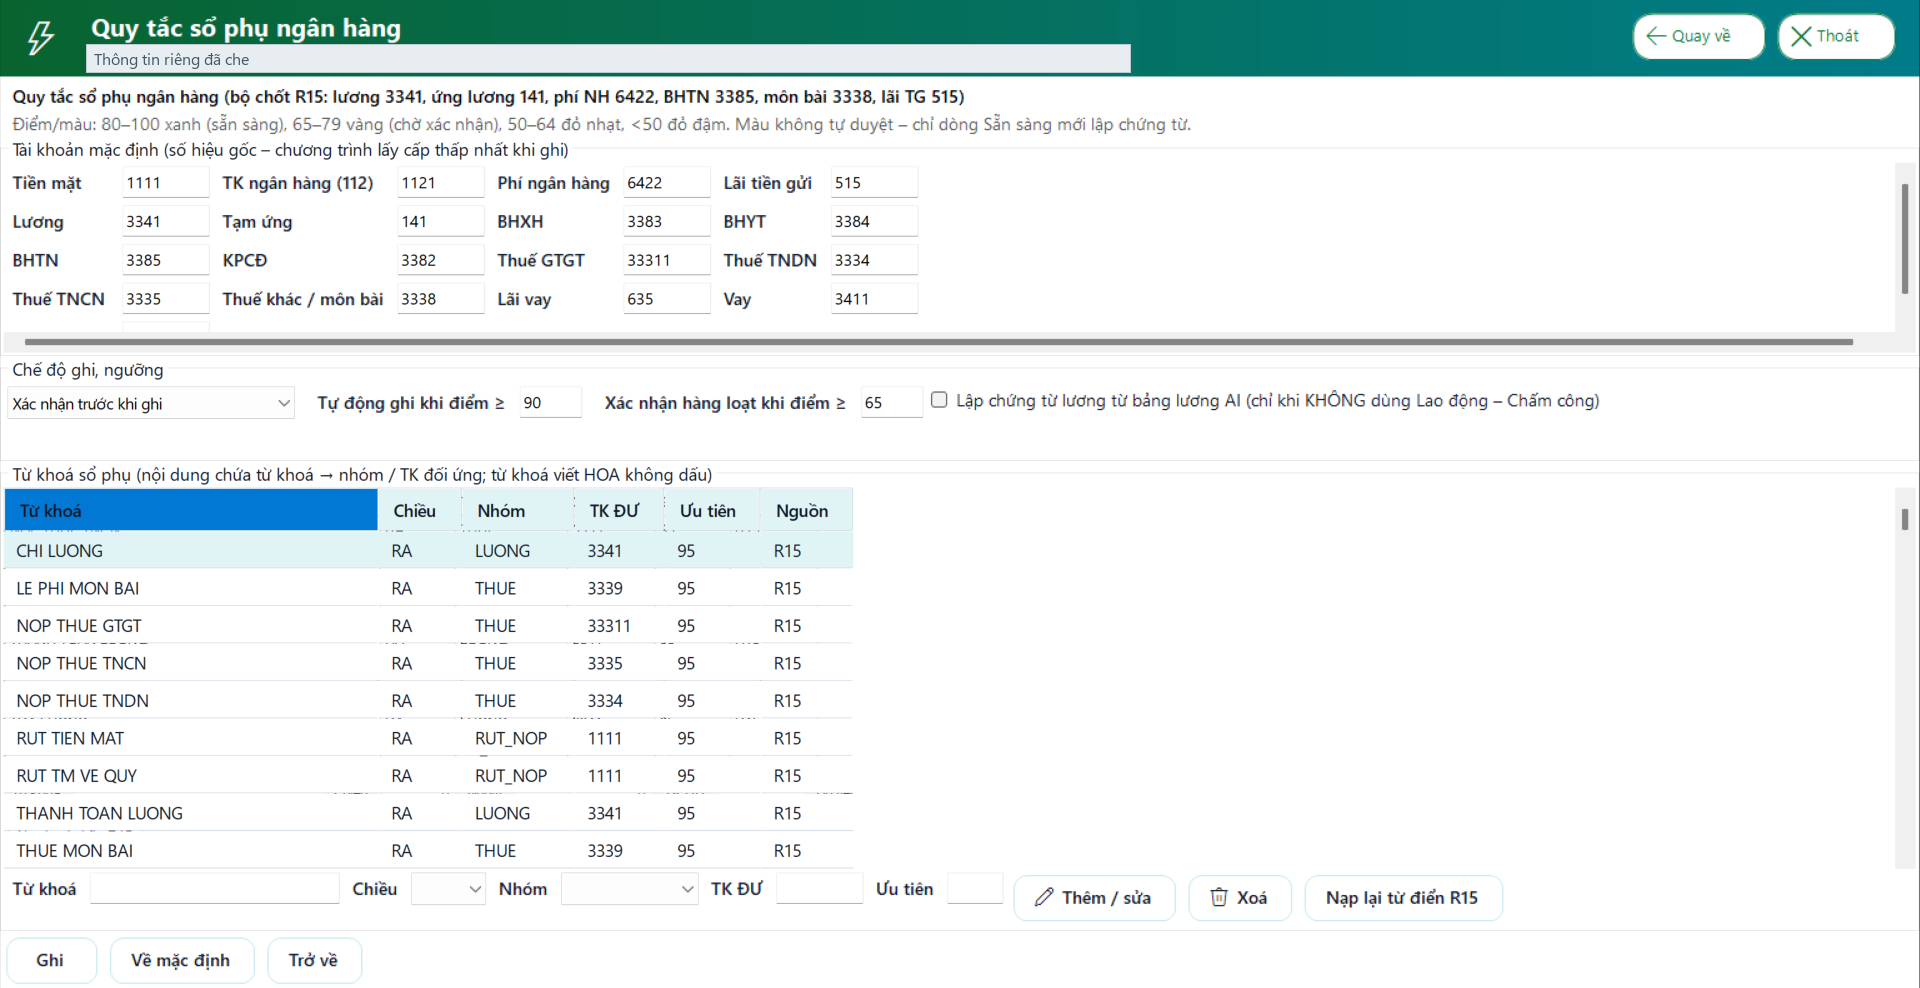 Quy tắc sổ phụ ngân hàng
Thông tin riêng đã che
Quay về
Thoát
Quy tắc sổ phụ ngân hàng (bộ chốt R15: lương 3341, ứng lương 141, phí NH 6422, BHTN 3385, môn bài 3338, lãi TG 515)
Điểm/màu: 80–100 xanh (sẵn sàng), 65–79 vàng (chờ xác nhận), 50–64 đỏ nhạt, <50 đỏ đậm. Màu không tự duyệt – chỉ dòng Sẵn sàng mới lập chứng từ.
Tài khoản mặc định (số hiệu gốc – chương trình lấy cấp thấp nhất khi ghi)
Tiền mặt 1111 TK ngân hàng (112) 1121 Phí ngân hàng 6422 Lãi tiền gửi 515
Lương 3341 Tạm ứng 141 BHXH 3383 BHYT 3384
BHTN 3385 KPCĐ 3382 Thuế GTGT 33311 Thuế TNDN 3334
Thuế TNCN 3335 Thuế khác / môn bài 3338 Lãi vay 635 Vay 3411
Chế độ ghi, ngưỡng
Xác nhận trước khi ghi Tự động ghi khi điểm ≥ 90 Xác nhận hàng loạt khi điểm ≥ 65 Lập chứng từ lương từ bảng lương AI (chỉ khi KHÔNG dùng Lao động – Chấm công)
Từ khoá sổ phụ (nội dung chứa từ khoá → nhóm / TK đối ứng; từ khoá viết HOA không dấu)
Từ khoá Chiều Nhóm TK ĐƯ Ưu tiên Nguồn
CHI LUONG RA LUONG 3341 95 R15
LE PHI MON BAI RA THUE 3339 95 R15
NOP THUE GTGT RA THUE 33311 95 R15
NOP THUE TNCN RA THUE 3335 95 R15
NOP THUE TNDN RA THUE 3334 95 R15
RUT TIEN MAT RA RUT_NOP 1111 95 R15
RUT TM VE QUY RA RUT_NOP 1111 95 R15
THANH TOAN LUONG RA LUONG 3341 95 R15
THUE MON BAI RA THUE 3339 95 R15
Từ khoá Chiều Nhóm TK ĐƯ Ưu tiên Thêm / sửa Xoá Nạp lại từ điển R15
Ghi Về mặc định Trở về